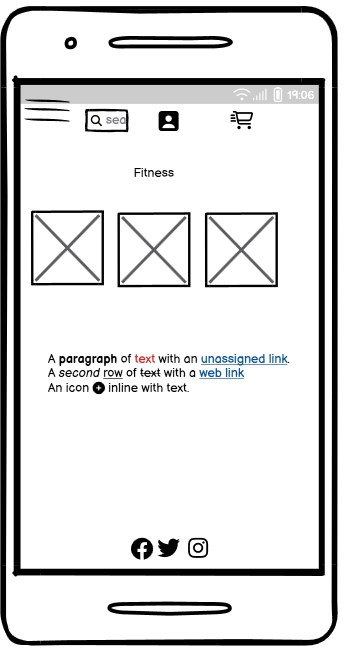 19:06
sea
Fitness
A paragraph of text with an unassigned link.
A second row of text with a web link
An icon inline with text.